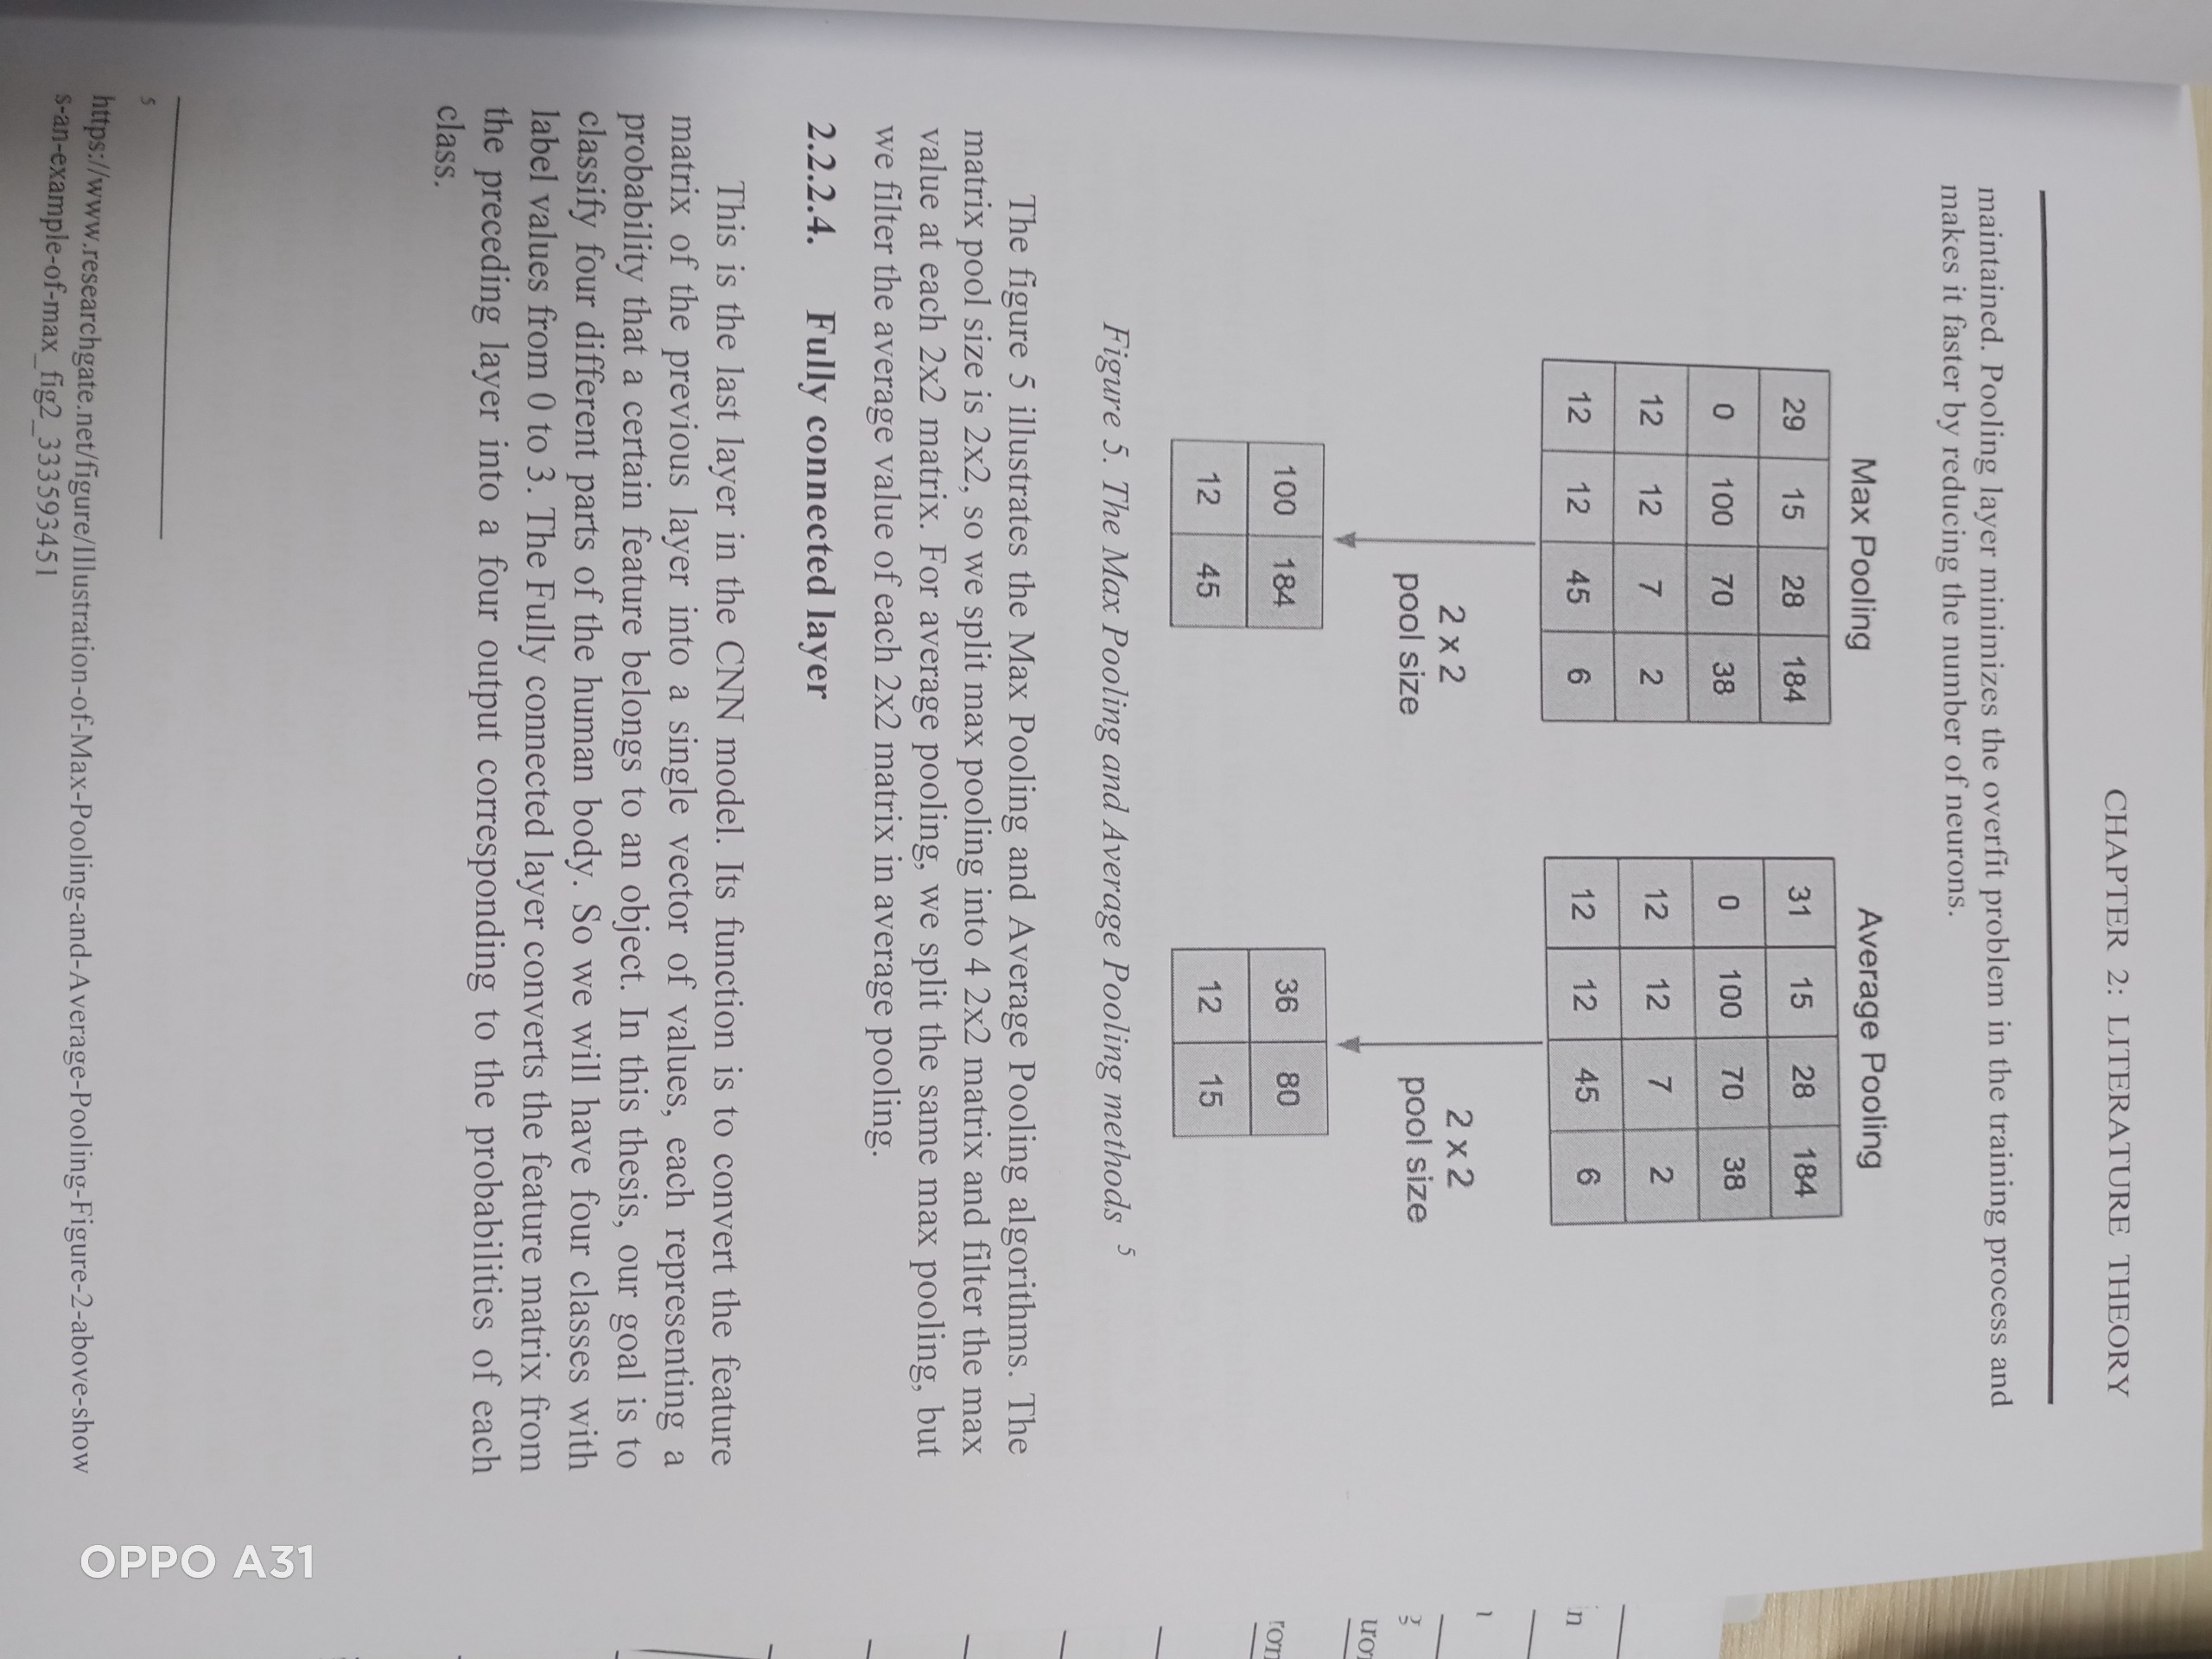 CHAPTER 2: LITERATURE THEORY
maintained. Pooling layer minimizes the overfit problem in the training process and
makes it faster by reducing the number of neurons.
Max Pooling
29 15 28 184
0 100 70 38
12 12 7 2
12 12 45 6
2 x 2
pool size
100 184
12 45
Average Pooling
31 15 28 184
0 100 70 38
12 12 7 2
12 12 45 6
2 x 2
pool size
36 80
12 15
Figure 5. The Max Pooling and Average Pooling methods 5
The figure 5 illustrates the Max Pooling and Average Pooling algorithms. The
matrix pool size is 2x2, so we split max pooling into 4 2x2 matrix and filter the max
value at each 2x2 matrix. For average pooling, we split the same max pooling, but
we filter the average value of each 2x2 matrix in average pooling.
2.2.2.4. Fully connected layer
This is the last layer in the CNN model. Its function is to convert the feature
matrix of the previous layer into a single vector of values, each representing a
probability that a certain feature belongs to an object. In this thesis, our goal is to
classify four different parts of the human body. So we will have four classes with
label values from 0 to 3. The Fully connected layer converts the feature matrix from
the preceding layer into a four output corresponding to the probabilities of each
class.
5
https://www.researchgate.net/figure/Illustration-of-Max-Pooling-and-Average-Pooling-Figure-2-above-show
s-an-example-of-max_fig2_333593451
OPPO A31